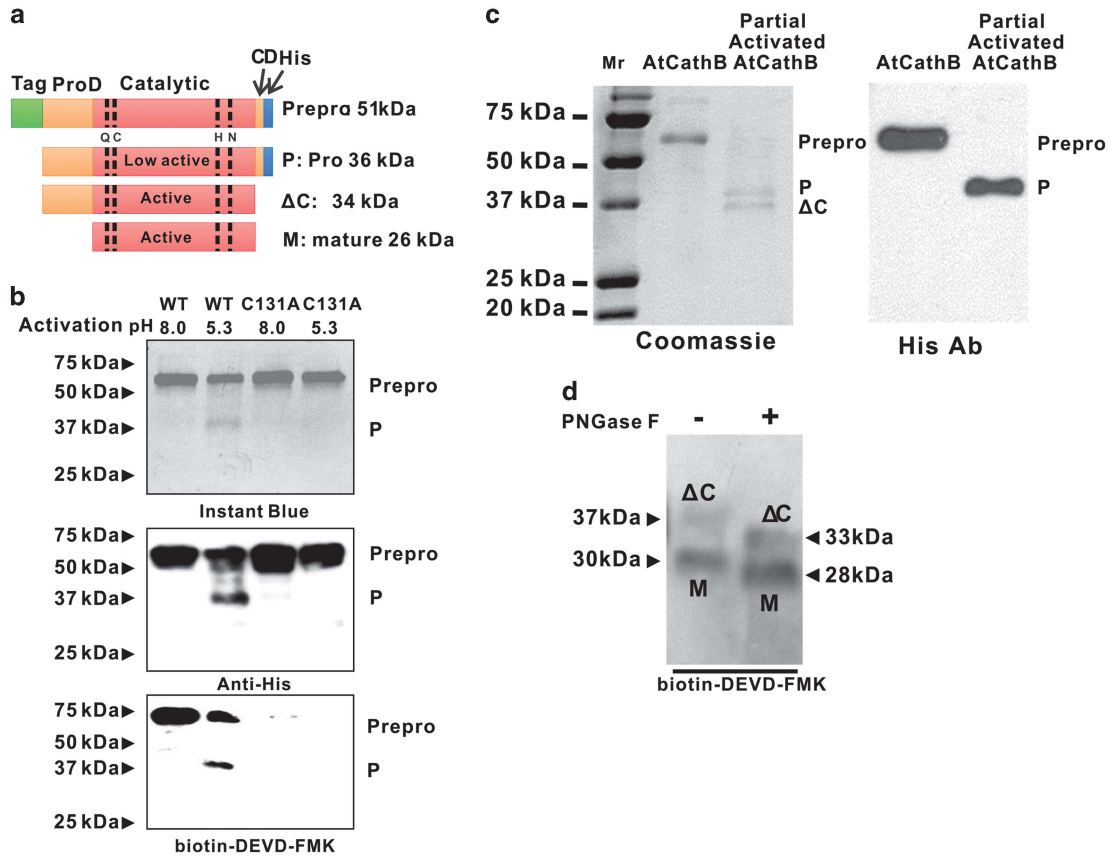 a
CDHis
Tag ProD Catalytic
Prepro 51kDa
Q C H N
Low active
P: Pro 36 kDa
Active
ΔC: 34 kDa
Active
M: mature 26 kDa
b
WT WT C131A C131A
Activation pH 8.0 5.3 8.0 5.3
75 kDa
50 kDa
37 kDa
25 kDa
Prepro
P
Instant Blue
75 kDa
50 kDa
37 kDa
25 kDa
Prepro
P
Anti-His
75 kDa
50 kDa
37 kDa
25 kDa
Prepro
P
biotin-DEVD-FMK
c
Mr AtCathB
Partial
Activated
AtCathB
75 kDa
50 kDa
37 kDa
25 kDa
20 kDa
Prepro
P
ΔC
Coomassie
AtCathB
Partial
Activated
AtCathB
Prepro
P
His Ab
d
PNGase F - +
ΔC ΔC
37kDa
30kDa
33kDa
28kDa
M M
biotin-DEVD-FMK